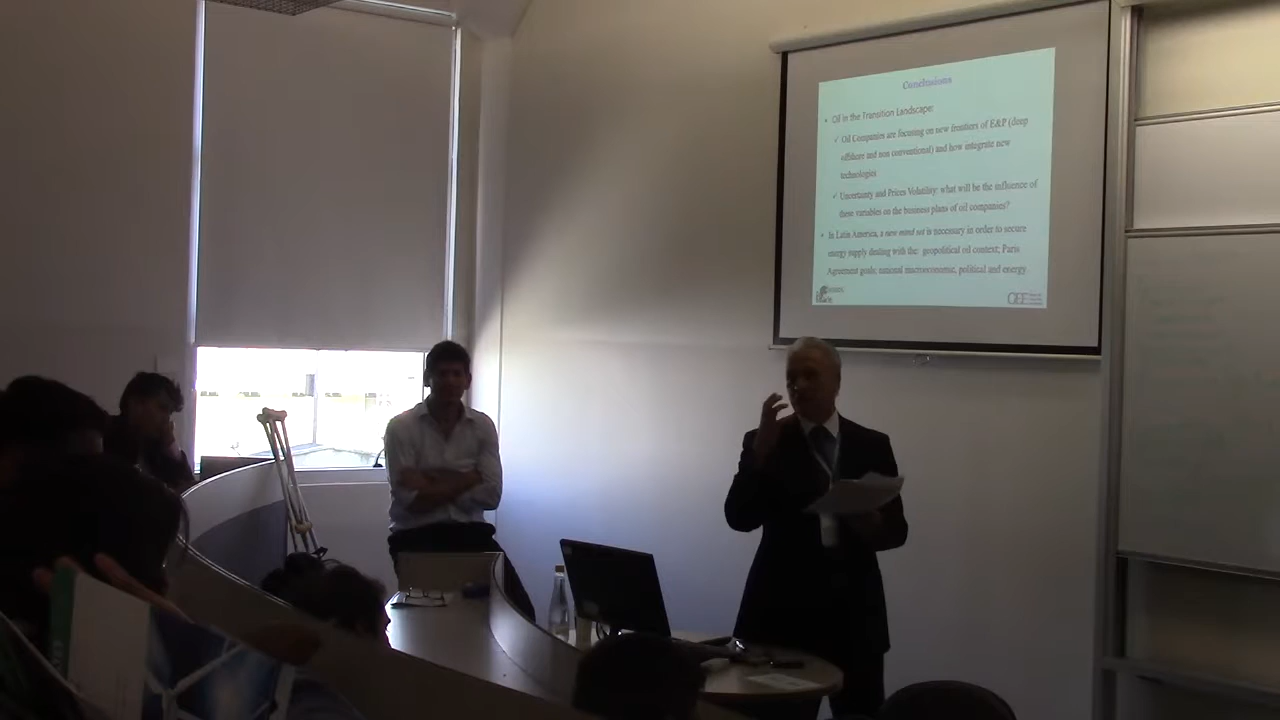 Conclusions
• Oil in the Transition Landscape:
✓ Oil Companies are focusing on new frontiers of E&P (deep
offshore and non conventional) and how integrate new
technologies
✓ Uncertainty and Prices Volatility: what will be the influence of
these variables on the business plans of oil companies?
• In Latin America, a new mind set is necessary in order to secure
energy supply dealing with the: geopolitical oil context; Paris
Agreement goals; national macroeconomic, political and energy